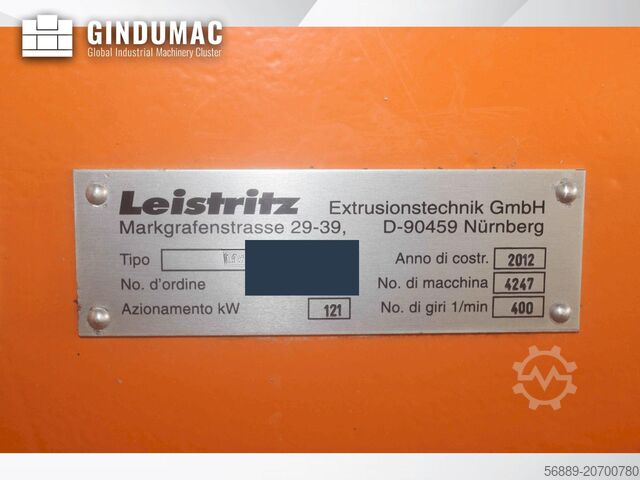 GINDUMAC
Global Industrial Machinery Cluster
Leistritz Extrusionstechnik GmbH
Markgrafenstrasse 29-39, D-90459 Nürnberg
Tipo Anno di costr. 2012
No. d'ordine No. di macchina 4247
Azionamento kW 121 No. di giri 1/min 400
56889-20700780